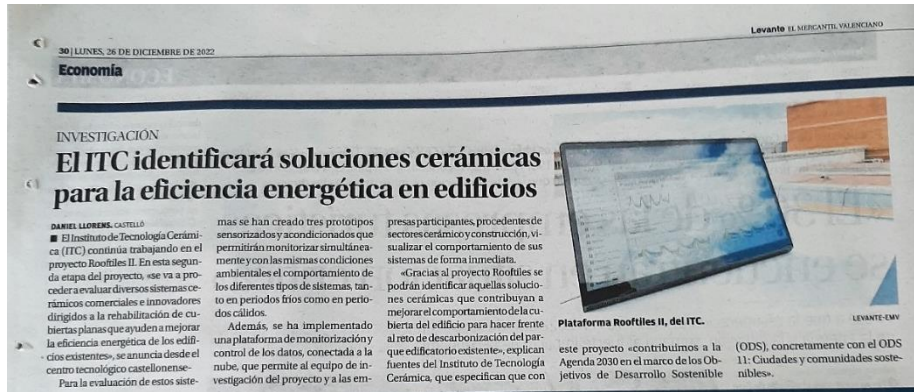 Levante EL MERCANTIL VALENCIANO
30 | LUNES, 26 DE DICIEMBRE DE 2022
Economía
INVESTIGACIÓN
El ITC identificará soluciones cerámicas
para la eficiencia energética en edificios
DANIEL LLORENS. CASTELLÓ
■ El Instituto de Tecnología Cerámi-
ca (ITC) continúa trabajando en el
proyecto Rooftiles II. En esta segun-
da etapa del proyecto, «se va a pro-
ceder a evaluar diversos sistemas ce-
rámicos comerciales e innovadores
dirigidos a la rehabilitación de cu-
biertas planas que ayuden a mejorar
la eficiencia energética de los edifi-
cios existentes», se anuncia desde el
centro tecnológico castellonense-
Para la evaluación de estos siste-
mas se han creado tres prototipos
sensorizados y acondicionados que
permitirán monitorizar simultánea-
mente y con las mismas condiciones
ambientales el comportamiento de
los diferentes tipos de sistemas, tan-
to en periodos fríos como en perio-
dos cálidos.
Además, se ha implementado
una plataforma de monitorización y
control de los datos, conectada a la
nube, que permite al equipo de in-
vestigación del proyecto y a las em-
presas participantes, procedentes de
sectores cerámico y construcción, vi-
sualizar el comportamiento de sus
sistemas de forma inmediata.
«Gracias al proyecto Rooftiles se
podrán identificar aquellas solucio-
nes cerámicas que contribuyan a
mejorar el comportamiento de la cu-
bierta del edificio para hacer frente
al reto de descarbonización del par-
que edificatorio existente», explican
fuentes del Instituto de Tecnología
Cerámica, que especifican que con
LEVANTE-EMV
Plataforma Rooftiles II, del ITC.
este proyecto «contribuimos a la
Agenda 2030 en el marco de los Ob-
jetivos de Desarrollo Sostenible
(ODS), concretamente con el ODS
11: Ciudades y comunidades soste-
nibles».